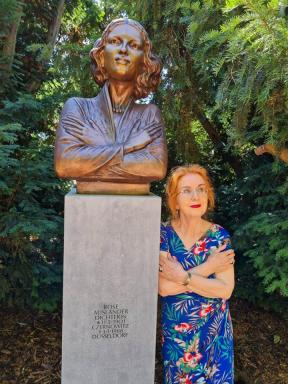 ROSE
AUSLÄNDER
DICHTERIN
CZERNOWITZ
DÜSSELDORF